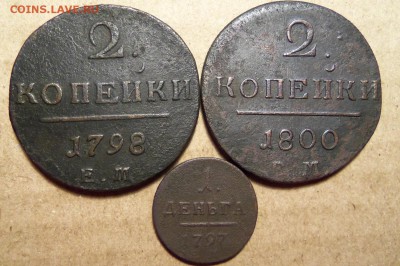 COINS.LAVE.RU
2.
КОПЕЙКИ
1798
Е.М
2.
КОПЕЙКИ
1800
Е.М
1.
ДЕНЬГА
1797